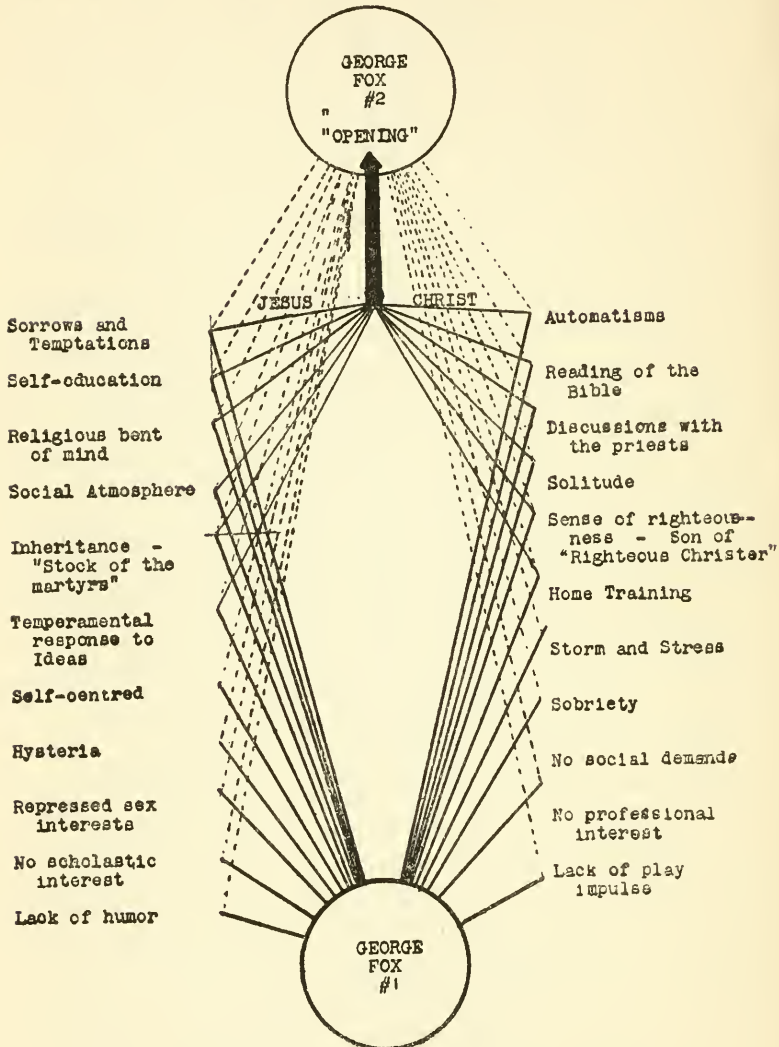 GEORGE
FOX
#2
"
"OPENING"
JESUS
CHRIST
Sorrows and
Temptations
Self-education
Religious bent
of mind
Social Atmosphere
Inheritance -
"Stock of the
martyrs"
Temperamental
response to
Ideas
Self-centred
Hysteria
Repressed sex
interests
No scholastic
interest
Lack of humor
Automatisms
Reading of the
Bible
Discussions with
the priests
Solitude
Sense of righteous-
ness - Son of
"Righteous Christer"
Home Training
Storm and Stress
Sobriety
No social demands
No professional
interest
Lack of play
impulse
GEORGE
FOX
#1